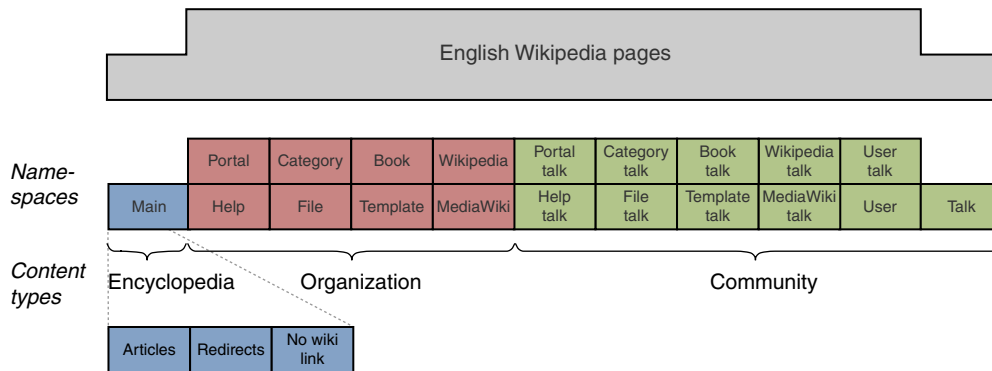 English Wikipedia pages
Name-
spaces
Portal Category Book Wikipedia Portal talk Category talk Book talk Wikipedia talk User talk
Main Help File Template MediaWiki Help talk File talk Template talk MediaWiki talk User Talk
Content
types
Encyclopedia Organization Community
Articles Redirects No wiki link